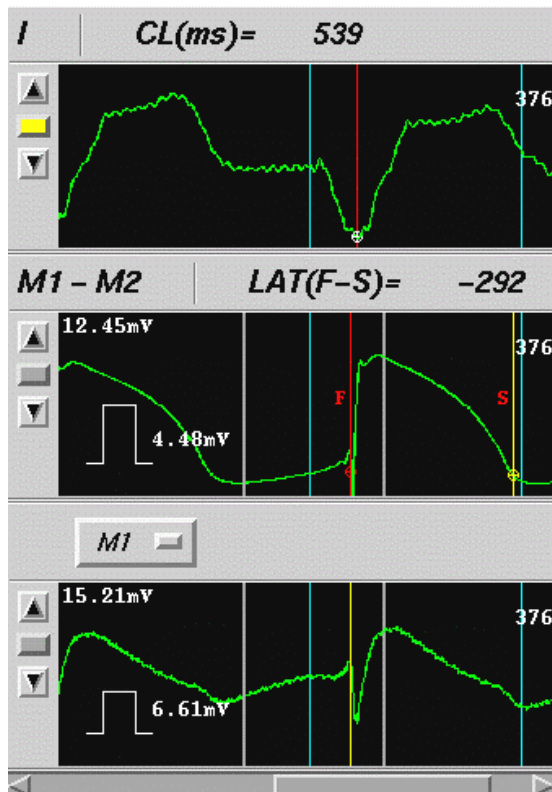 I CL(ms)= 539
376
M1 – M2 LAT(F–S)= –292
12.45mV
376
F S
4.48mV
M1
15.21mV
376
6.61mV